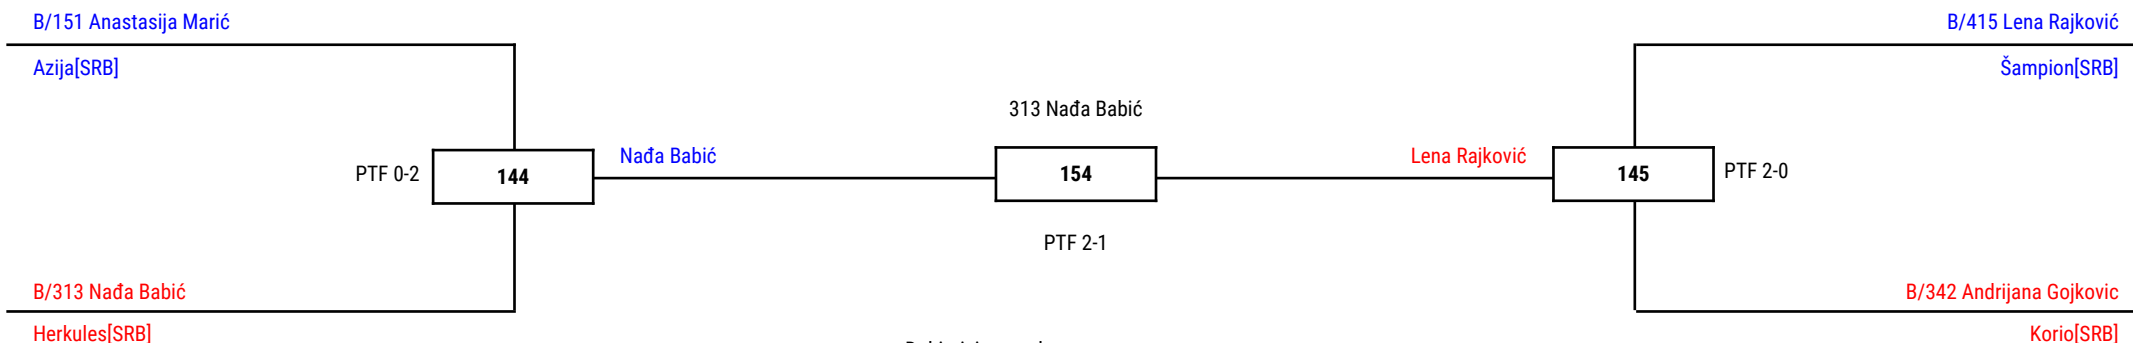 B/151 Anastasija Marić
Azija[SRB]
B/415 Lena Rajković
Šampion[SRB]
313 Nađa Babić
PTF 0-2
144
Nađa Babić
154
Lena Rajković
145
PTF 2-0
PTF 2-1
B/313 Nađa Babić
Herkules[SRB]
B/342 Andrijana Gojkovic
Korio[SRB]